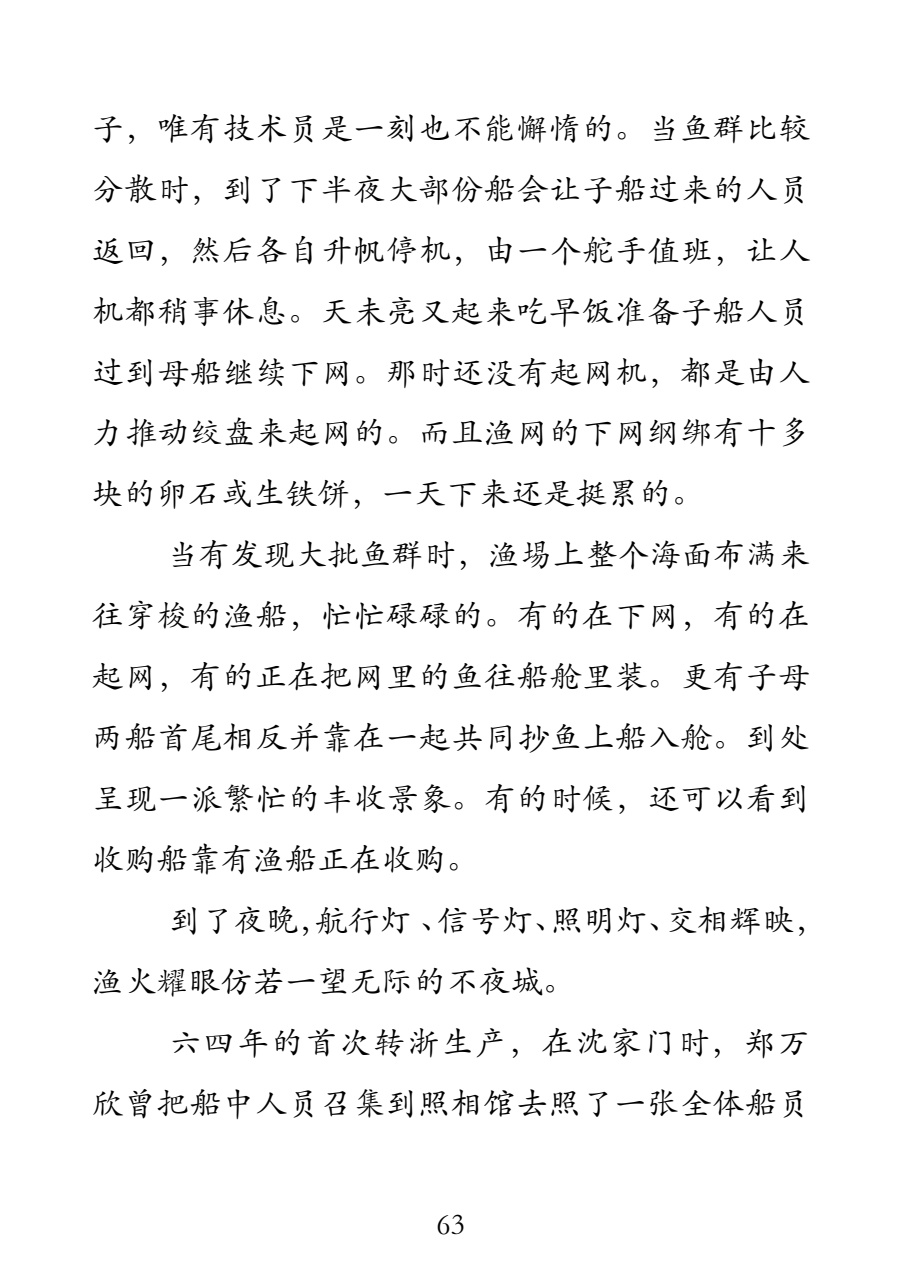 子，唯有技术员是一刻也不能懈惰的。当鱼群比较
分散时，到了下半夜大部份船会让子船过来的人员
返回，然后各自升帆停机，由一个舵手值班，让人
机都稍事休息。天未亮又起来吃早饭准备子船人员
过到母船继续下网。那时还没有起网机，都是由人
力推动绞盘来起网的。而且渔网的下网纲绑有十多
块的卵石或生铁饼，一天下来还是挺累的。
当有发现大批鱼群时，渔埸上整个海面布满来
往穿梭的渔船，忙忙碌碌的。有的在下网，有的在
起网，有的正在把网里的鱼往船舱里装。更有子母
两船首尾相反并靠在一起共同抄鱼上船入舱。到处
呈现一派繁忙的丰收景象。有的时候，还可以看到
收购船靠有渔船正在收购。
到了夜晚，航行灯、信号灯、照明灯、交相辉映，
渔火耀眼仿若一望无际的不夜城。
六四年的首次转浙生产，在沈家门时，郑万
欣曾把船中人员召集到照相馆去照了一张全体船员
63